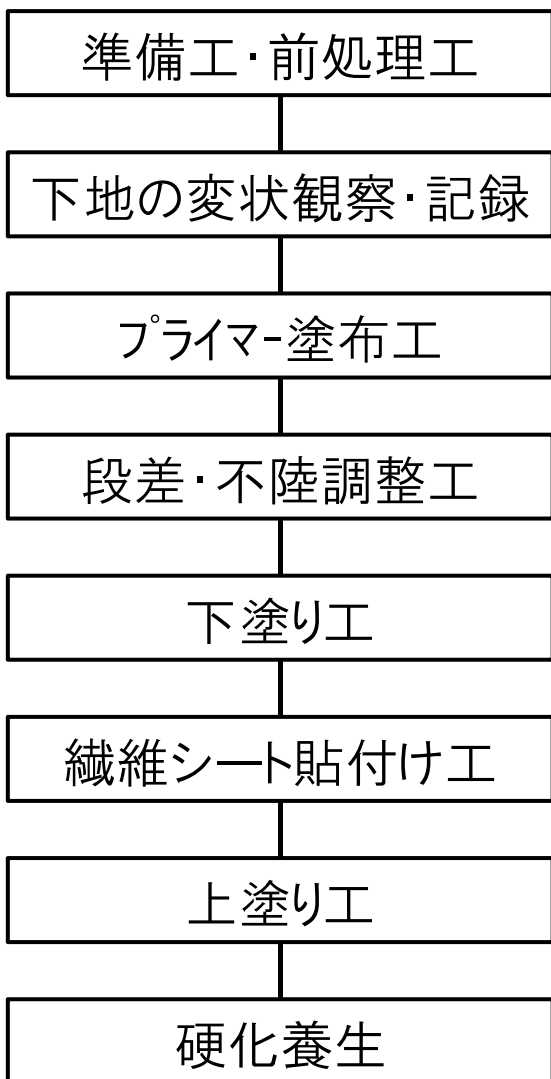 準備工・前処理工
下地の変状観察・記録
プライマー塗布工
段差・不陸調整工
下塗り工
繊維シート貼付け工
上塗り工
硬化養生